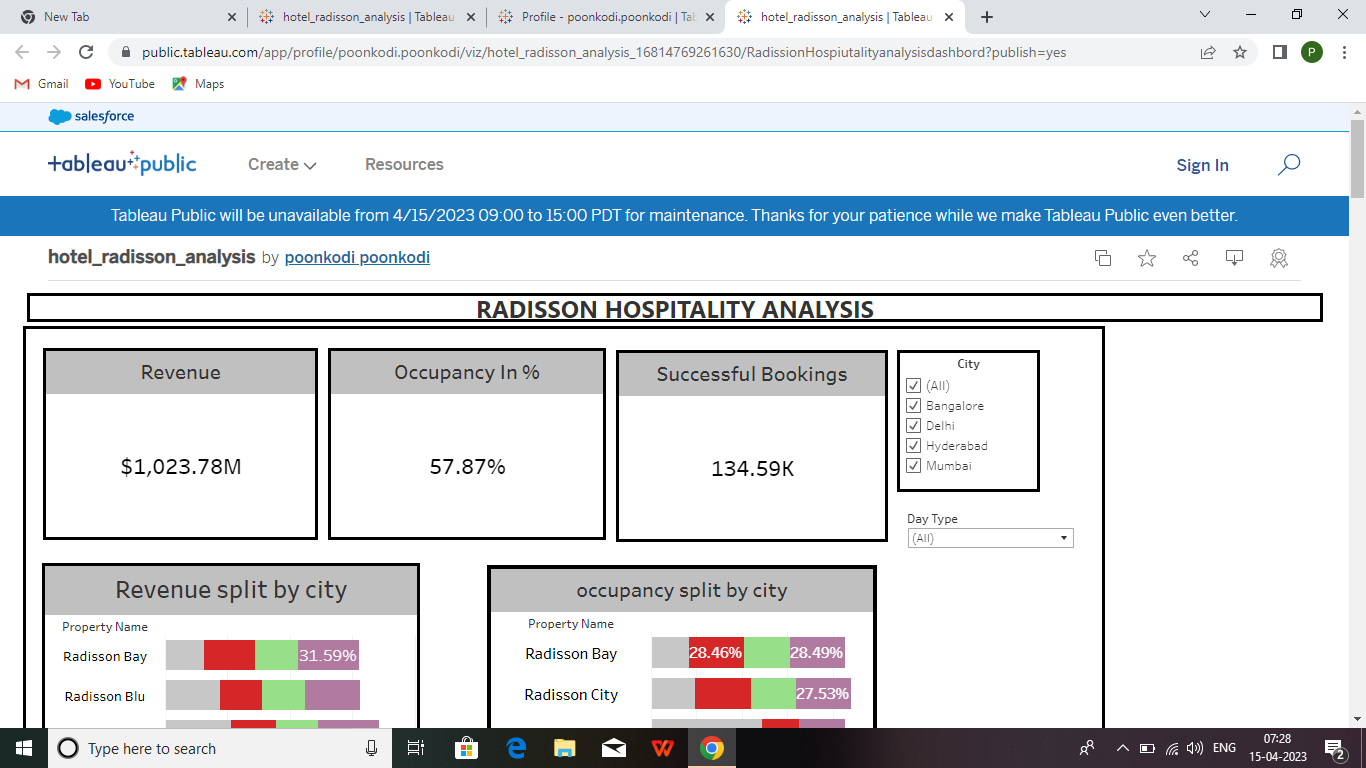 New Tab
hotel_radisson_analysis | Tableau
Profile - poonkodi.poonkodi | Tab
hotel_radisson_analysis | Tableau
public.tableau.com/app/profile/poonkodi.poonkodi/viz/hotel_radisson_analysis_16814769261630/RadissionHospiutalityanalysisdashbord?publish=yes
P
Gmail
YouTube
Maps
salesforce
+ableau+public
Create
Resources
Sign In
Tableau Public will be unavailable from 4/15/2023 09:00 to 15:00 PDT for maintenance. Thanks for your patience while we make Tableau Public even better.
hotel_radisson_analysis by poonkodi poonkodi
RADISSON HOSPITALITY ANALYSIS
Revenue
$1,023.78M
Occupancy In %
57.87%
Successful Bookings
134.59K
City
(All)
Bangalore
Delhi
Hyderabad
Mumbai
Day Type
(All)
Revenue split by city
Property Name
Radisson Bay
31.59%
Radisson Blu
occupancy split by city
Property Name
Radisson Bay
28.46%
28.49%
Radisson City
27.53%
Type here to search
W
ENG
07:28
15-04-2023
2